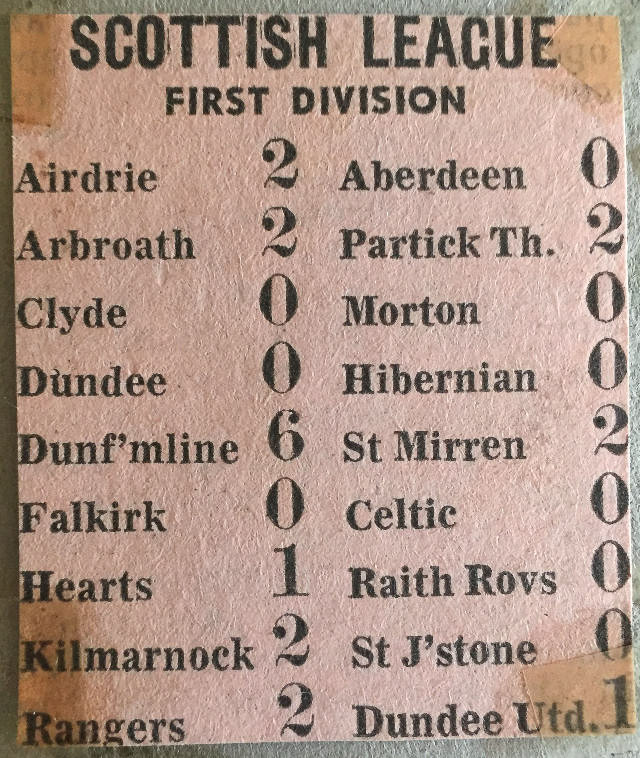 SCOTTISH LEAGUE
FIRST DIVISION
Airdrie 2 Aberdeen 0
Arbroath 2 Partick Th. 2
Clyde 0 Morton 0
Dundee 0 Hibernian 0
Dunf'mline 6 St Mirren 2
Falkirk 0 Celtic 0
Hearts 1 Raith Rovs 0
Kilmarnock 2 St J'stone 0
Rangers 2 Dundee Utd. 1